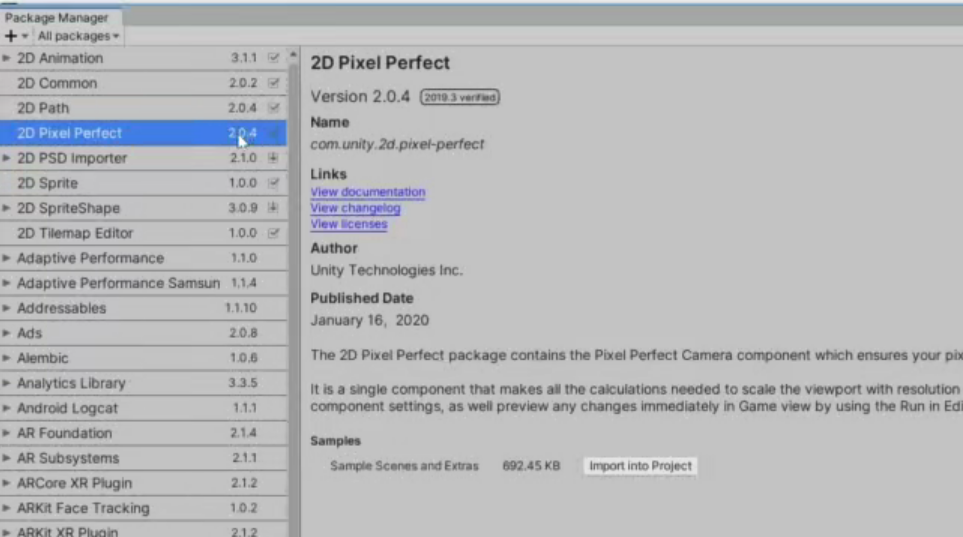 Package Manager
+ All packages
2D Animation 3.1.1
2D Common 2.0.2
2D Path 2.0.4
2D Pixel Perfect 2.0.4
2D PSD Importer 2.1.0
2D Sprite 1.0.0
2D SpriteShape 3.0.9
2D Tilemap Editor 1.0.0
Adaptive Performance 1.1.0
Adaptive Performance Samsun 1.1.4
Addressables 1.1.10
Ads 2.0.8
Alembic 1.0.6
Analytics Library 3.3.5
Android Logcat 1.1.1
AR Foundation 2.1.4
AR Subsystems 2.1.1
ARCore XR Plugin 2.1.2
ARKit Face Tracking 1.0.2
ARKit XR Plugin 2.1.2
2D Pixel Perfect
Version 2.0.4 2019.3 verified
Name
com.unity.2d.pixel-perfect
Links
View documentation
View changelog
View licenses
Author
Unity Technologies Inc.
Published Date
January 16, 2020
The 2D Pixel Perfect package contains the Pixel Perfect Camera component which ensures your pix
It is a single component that makes all the calculations needed to scale the viewport with resolution
component settings, as well preview any changes immediately in Game view by using the Run in Edi
Samples
Sample Scenes and Extras 692.45 KB Import into Project